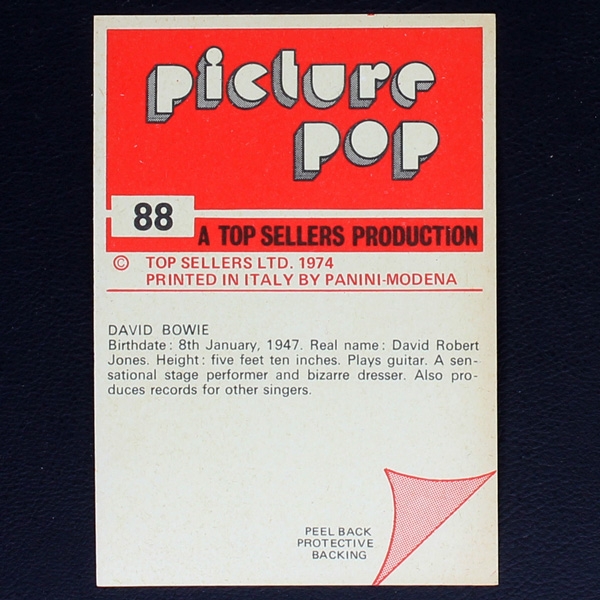 picture
pop
88
A TOP SELLERS PRODUCTION
© TOP SELLERS LTD. 1974
PRINTED IN ITALY BY PANINI-MODENA
DAVID BOWIE
Birthdate: 8th January, 1947. Real name: David Robert
Jones. Height: five feet ten inches. Plays guitar. A sen-
sational stage performer and bizarre dresser. Also pro-
duces records for other singers.
PEEL BACK
PROTECTIVE
BACKING